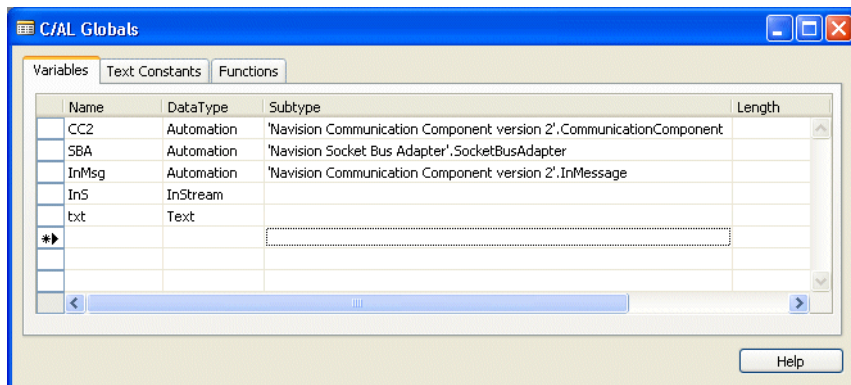 C/AL Globals
Variables Text Constants Functions
Name DataType Subtype Length
CC2 Automation 'Navision Communication Component version 2'.CommunicationComponent
SBA Automation 'Navision Socket Bus Adapter'.SocketBusAdapter
InMsg Automation 'Navision Communication Component version 2'.InMessage
InS InStream
txt Text
Help